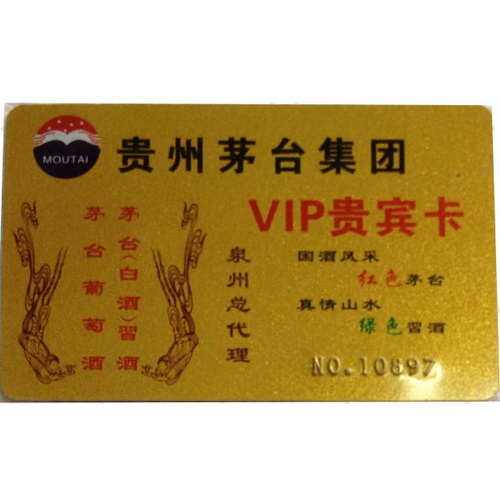 MOUTAI
贵州茅台集团
VIP贵宾卡
茅台(白酒)习酒
茅台葡萄酒
泉州总代理
国酒风采
红色茅台
真情山水
绿色習酒
NO.10897